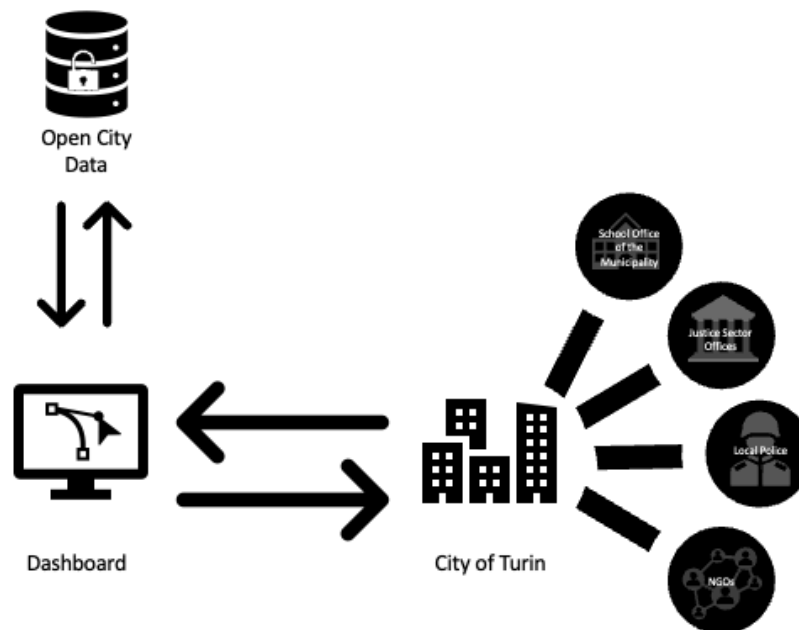 Open City
Data
School Office
of the
Municipality
Justice Sector
Offices
Local Police
Dashboard
City of Turin
NGOs